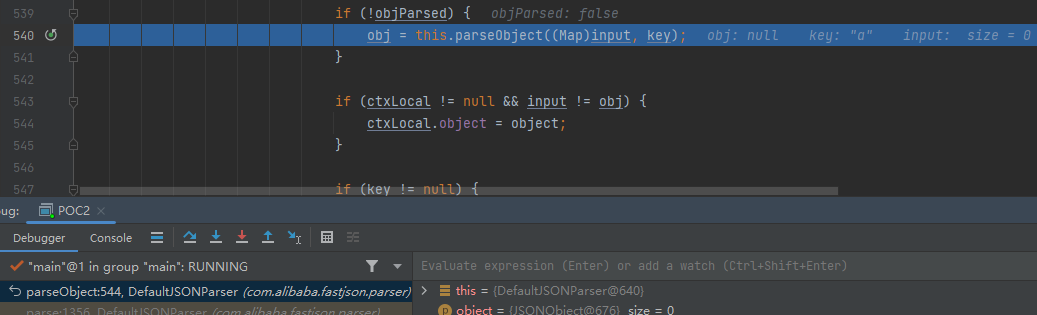 539 if (!objParsed) { objParsed: false
540 obj = this.parseObject((Map)input, key); obj: null key: "a" input: size = 0
541 }
542
543 if (ctxLocal != null && input != obj) {
544 ctxLocal.object = object;
545 }
546
547 if (key != null) {
ug: POC2 ×
Debugger Console
"main"@1 in group "main": RUNNING
Evaluate expression (Enter) or add a watch (Ctrl+Shift+Enter)
parseObject:544, DefaultJSONParser (com.alibaba.fastjson.parser)
this = {DefaultJSONParser@640}
parse:1356, DefaultJSONParser (com.alibaba.fastjson.parser)
object = {JSONObject@676} size = 0